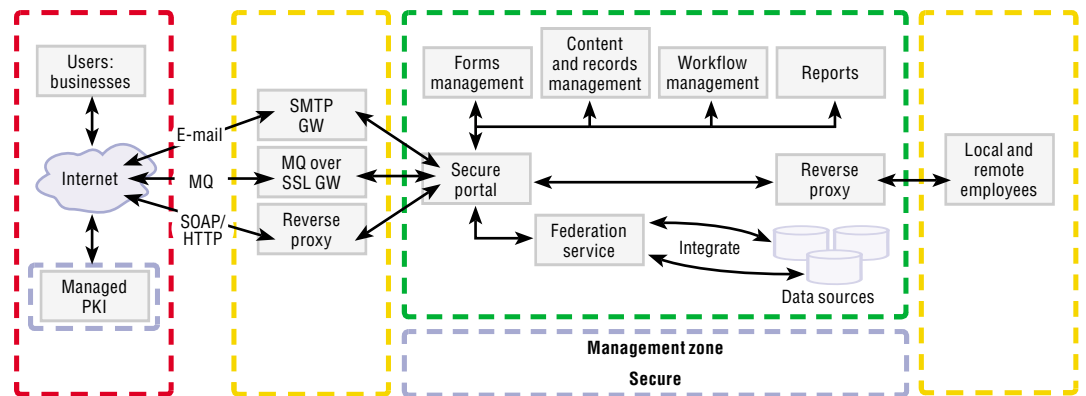 Users:
businesses
Internet
Managed
PKI
E-mail
MQ
SOAP/
HTTP
SMTP
GW
MQ over
SSL GW
Reverse
proxy
Forms
management
Content
and records
management
Workflow
management
Reports
Secure
portal
Reverse
proxy
Federation
service
Integrate
Data sources
Local and
remote
employees
Management zone
Secure